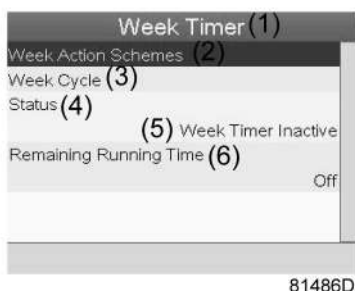 Week Timer (1)
Week Action Schemes (2)
Week Cycle (3)
Status (4)
(5) Week Timer Inactive
Remaining Running Time (6)
Off
81486D